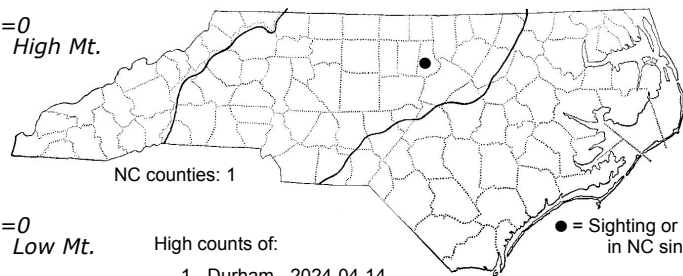 =0
High Mt.
NC counties: 1
=0
Low Mt.
High counts of:
1 - Durham - 2024-04-14
● = Sighting or
in NC sin